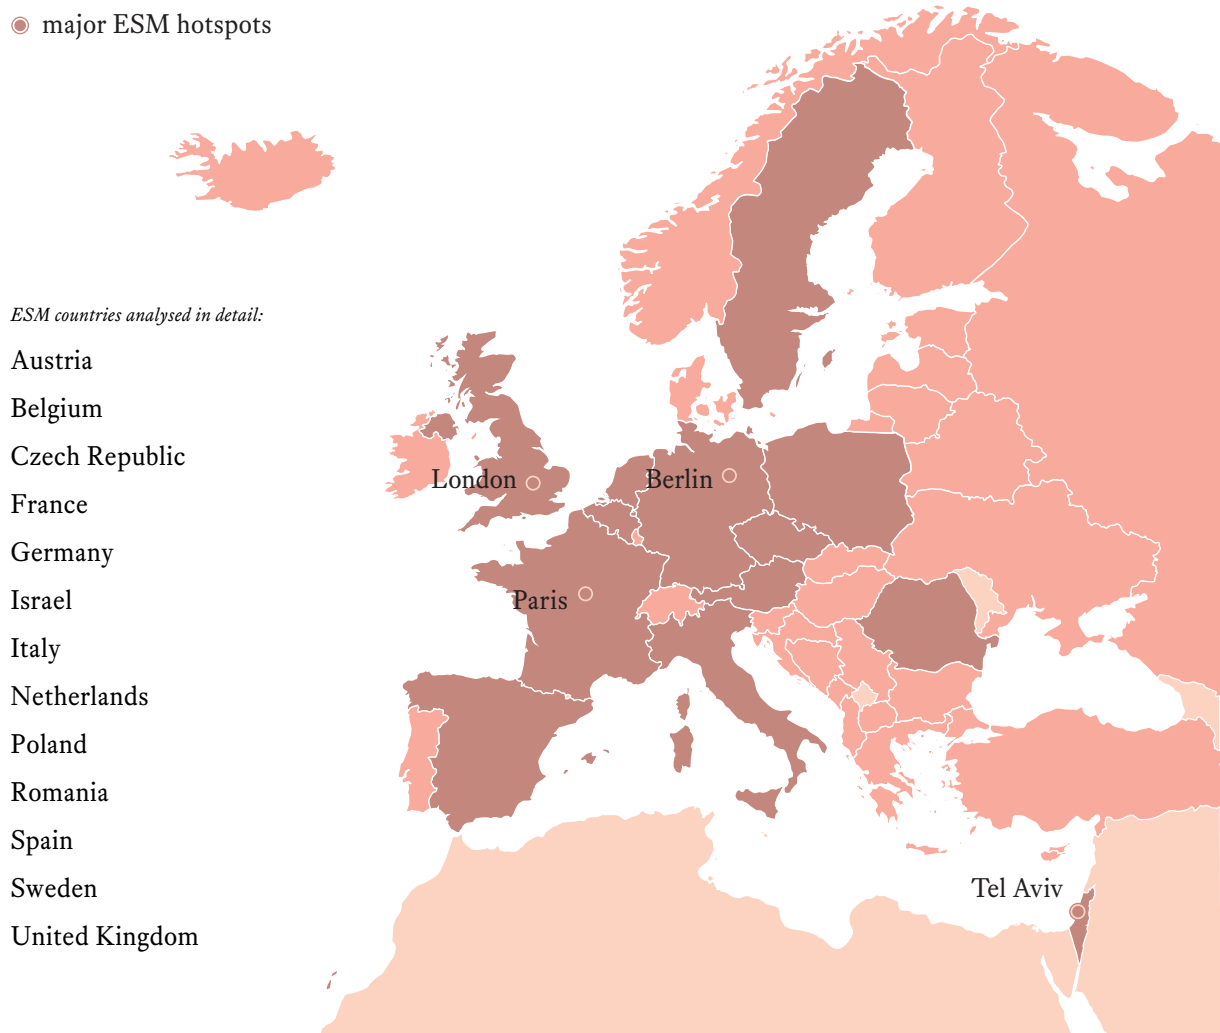 major ESM hotspots
ESM countries analysed in detail:
Austria
Belgium
Czech Republic
France
Germany
Israel
Italy
Netherlands
Poland
Romania
Spain
Sweden
United Kingdom
London
Berlin
Paris
Tel Aviv